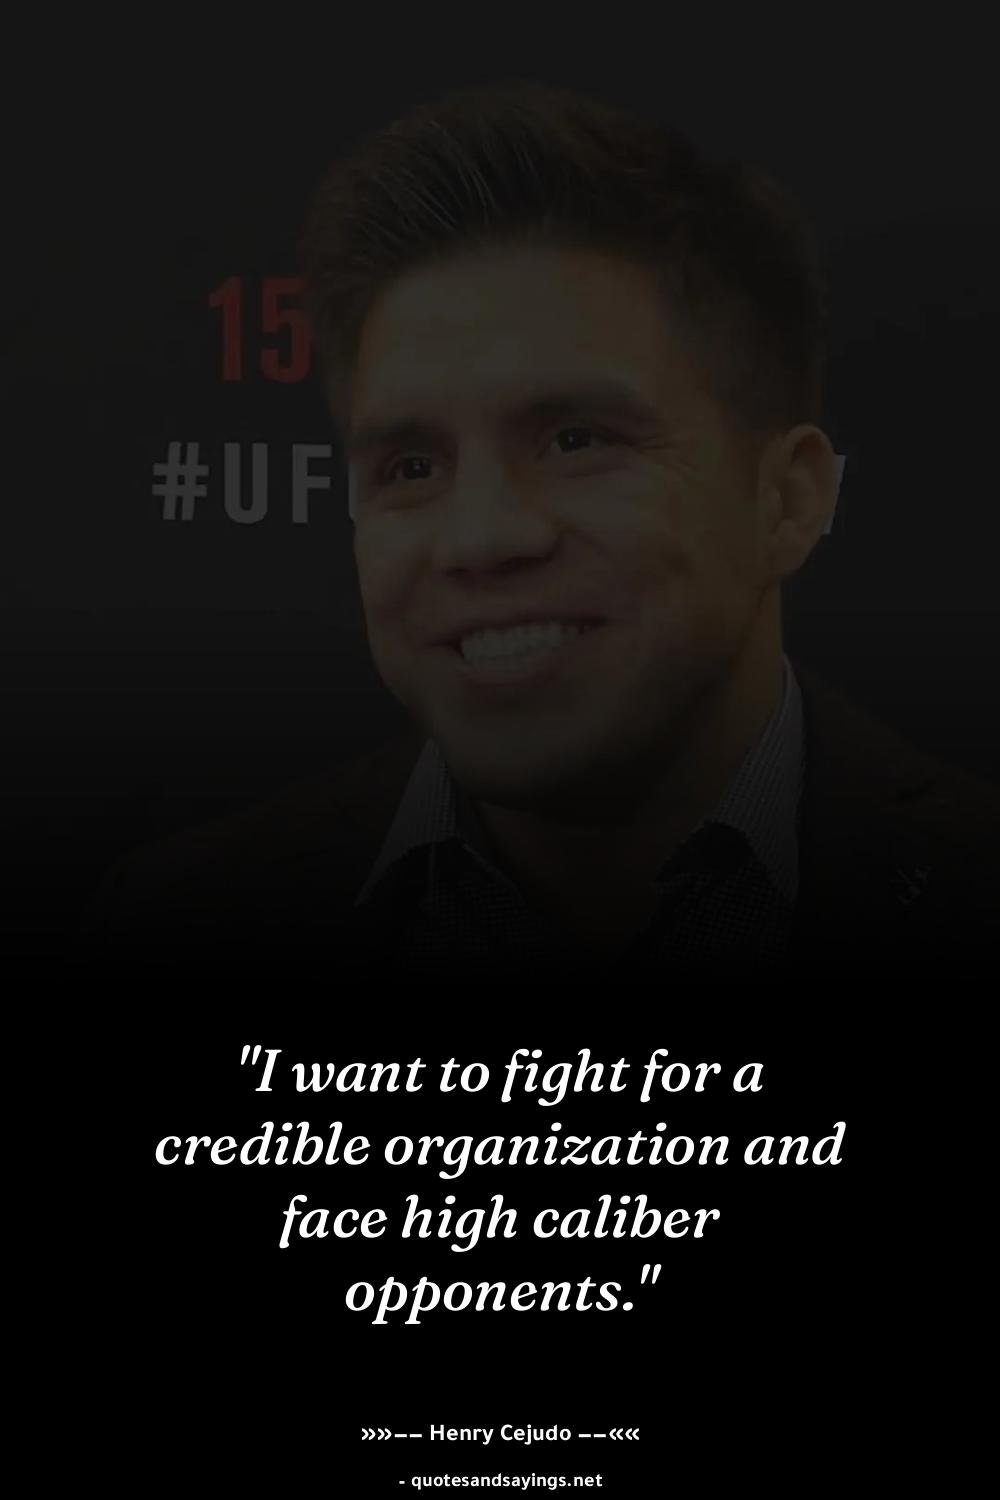 15
#UF
"I want to fight for a
credible organization and
face high caliber
opponents."
»»—— Henry Cejudo ——««
- quotesandsayings.net